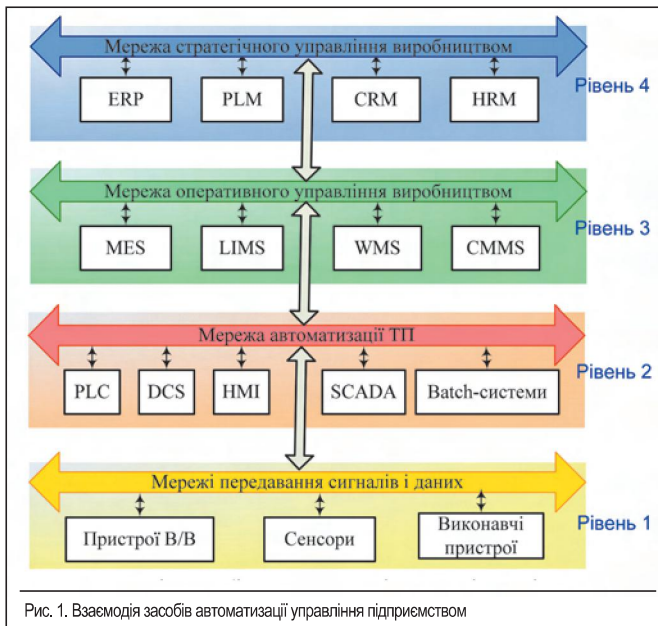 Мережа стратегічного управління виробництвом
ERP PLM CRM HRM
Рівень 4
Мережа оперативного управління виробництвом
MES LIMS WMS CMMS
Рівень 3
Мережа автоматизації ТП
PLC DCS HMI SCADA Batch-системи
Рівень 2
Мережі передавання сигналів і даних
Пристрої В/В Сенсори Виконавчі
пристрої
Рівень 1
Рис. 1. Взаємодія засобів автоматизації управління підприємством